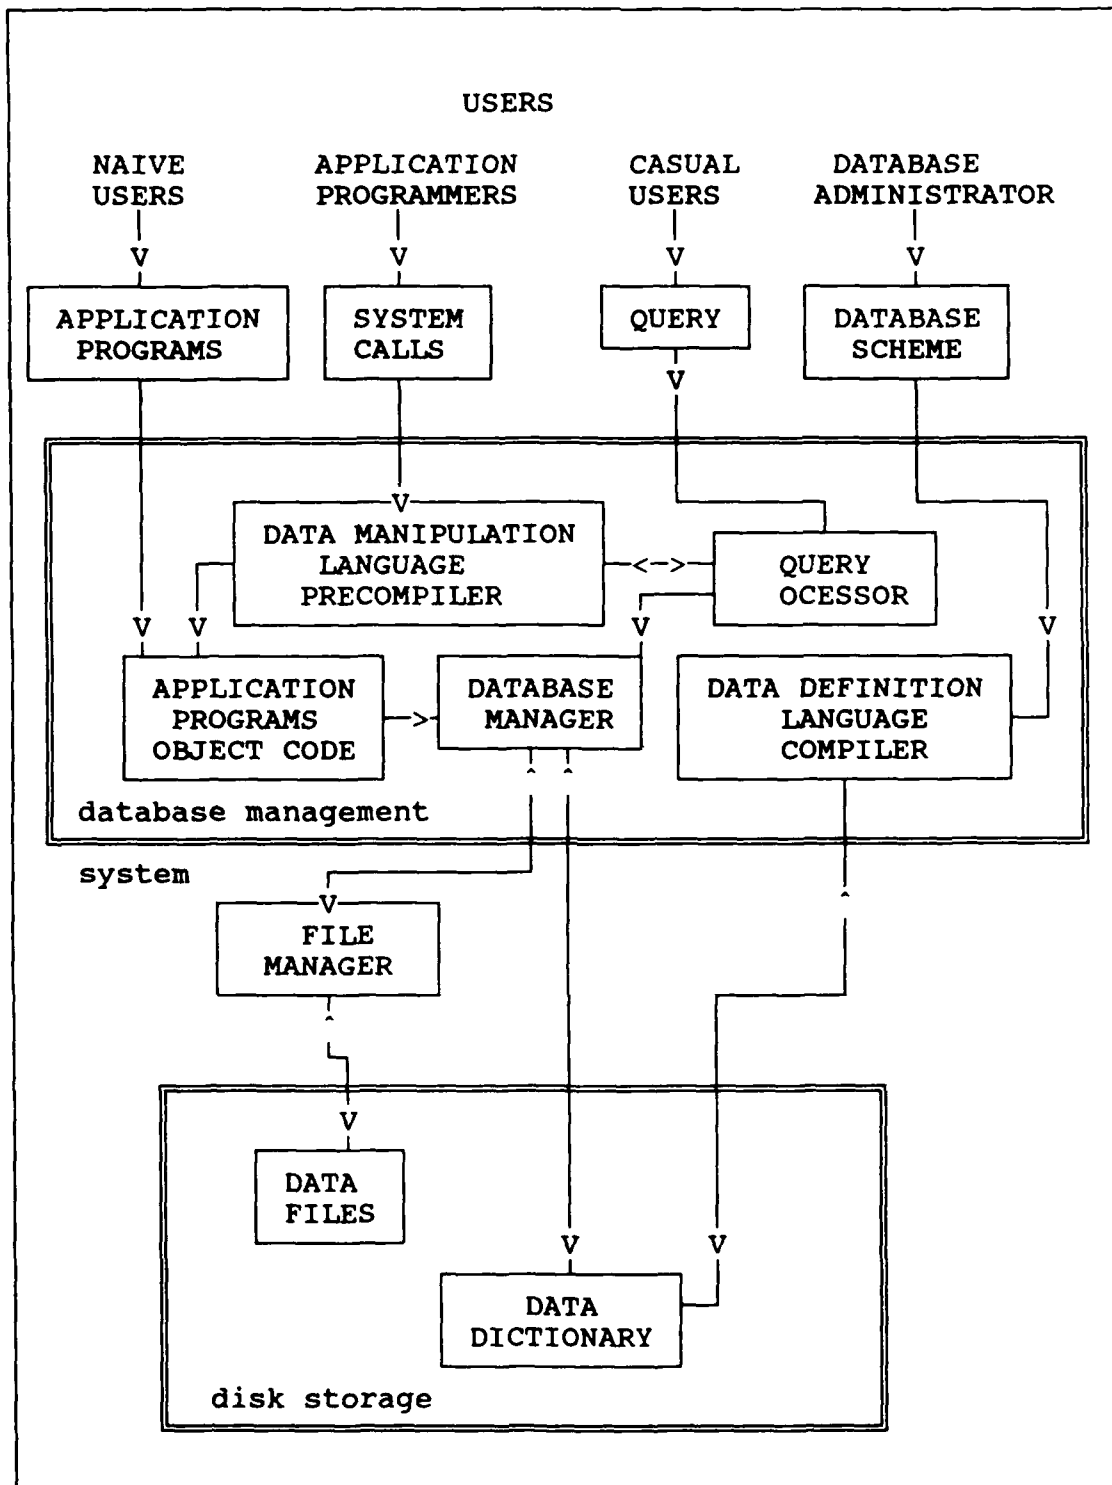 USERS
NAIVE
USERS
APPLICATION
PROGRAMMERS
CASUAL
USERS
DATABASE
ADMINISTRATOR
APPLICATION
PROGRAMS
SYSTEM
CALLS
QUERY
DATABASE
SCHEME
DATA MANIPULATION
LANGUAGE
PRECOMPILER
QUERY
OCESSOR
APPLICATION
PROGRAMS
OBJECT CODE
DATABASE
MANAGER
DATA DEFINITION
LANGUAGE
COMPILER
database management
system
FILE
MANAGER
DATA
FILES
DATA
DICTIONARY
disk storage